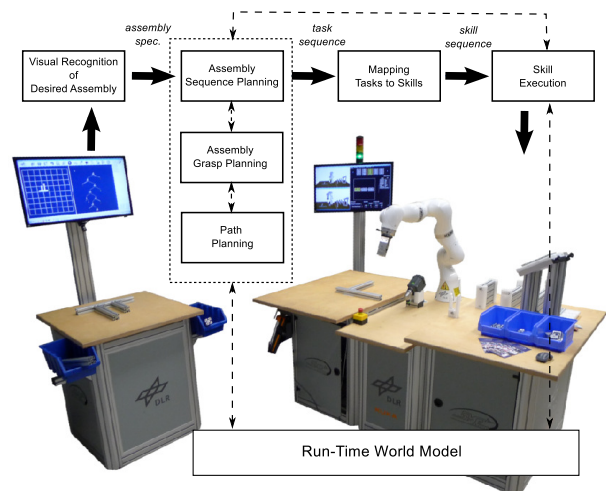 assembly
spec.
task
sequence
skill
sequence
Visual Recognition
of
Desired Assembly
Assembly
Sequence Planning
Mapping
Tasks to Skills
Skill
Execution
Assembly
Grasp Planning
Path
Planning
DLR
DLR
Run-Time World Model